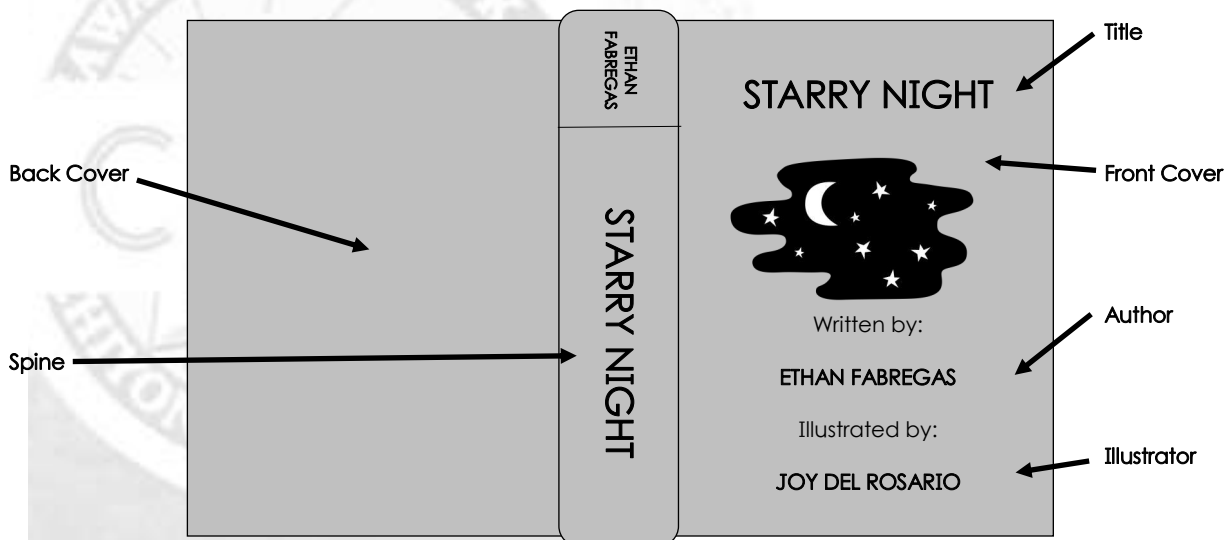 Title
ETHAN
FABREGAS
STARRY NIGHT
Back Cover
Front Cover
STARRY NIGHT
Written by:
Author
Spine
ETHAN FABREGAS
Illustrated by:
Illustrator
JOY DEL ROSARIO